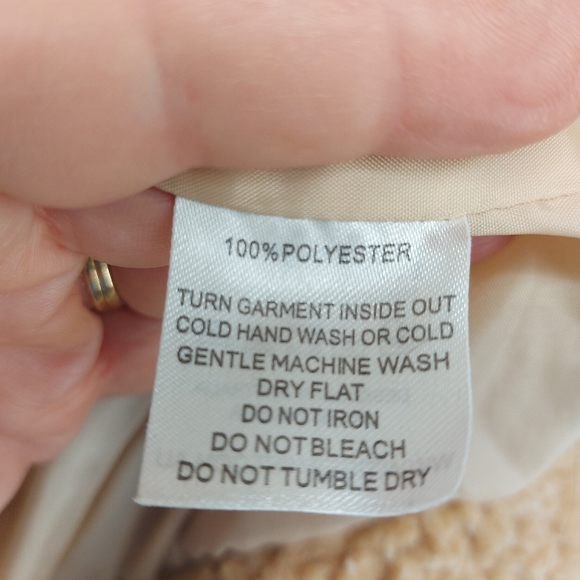 100%POLYESTER
TURN GARMENT INSIDE OUT
COLD HAND WASH OR COLD
GENTLE MACHINE WASH
DRY FLAT
DO NOT IRON
DO NOT BLEACH
DO NOT TUMBLE DRY